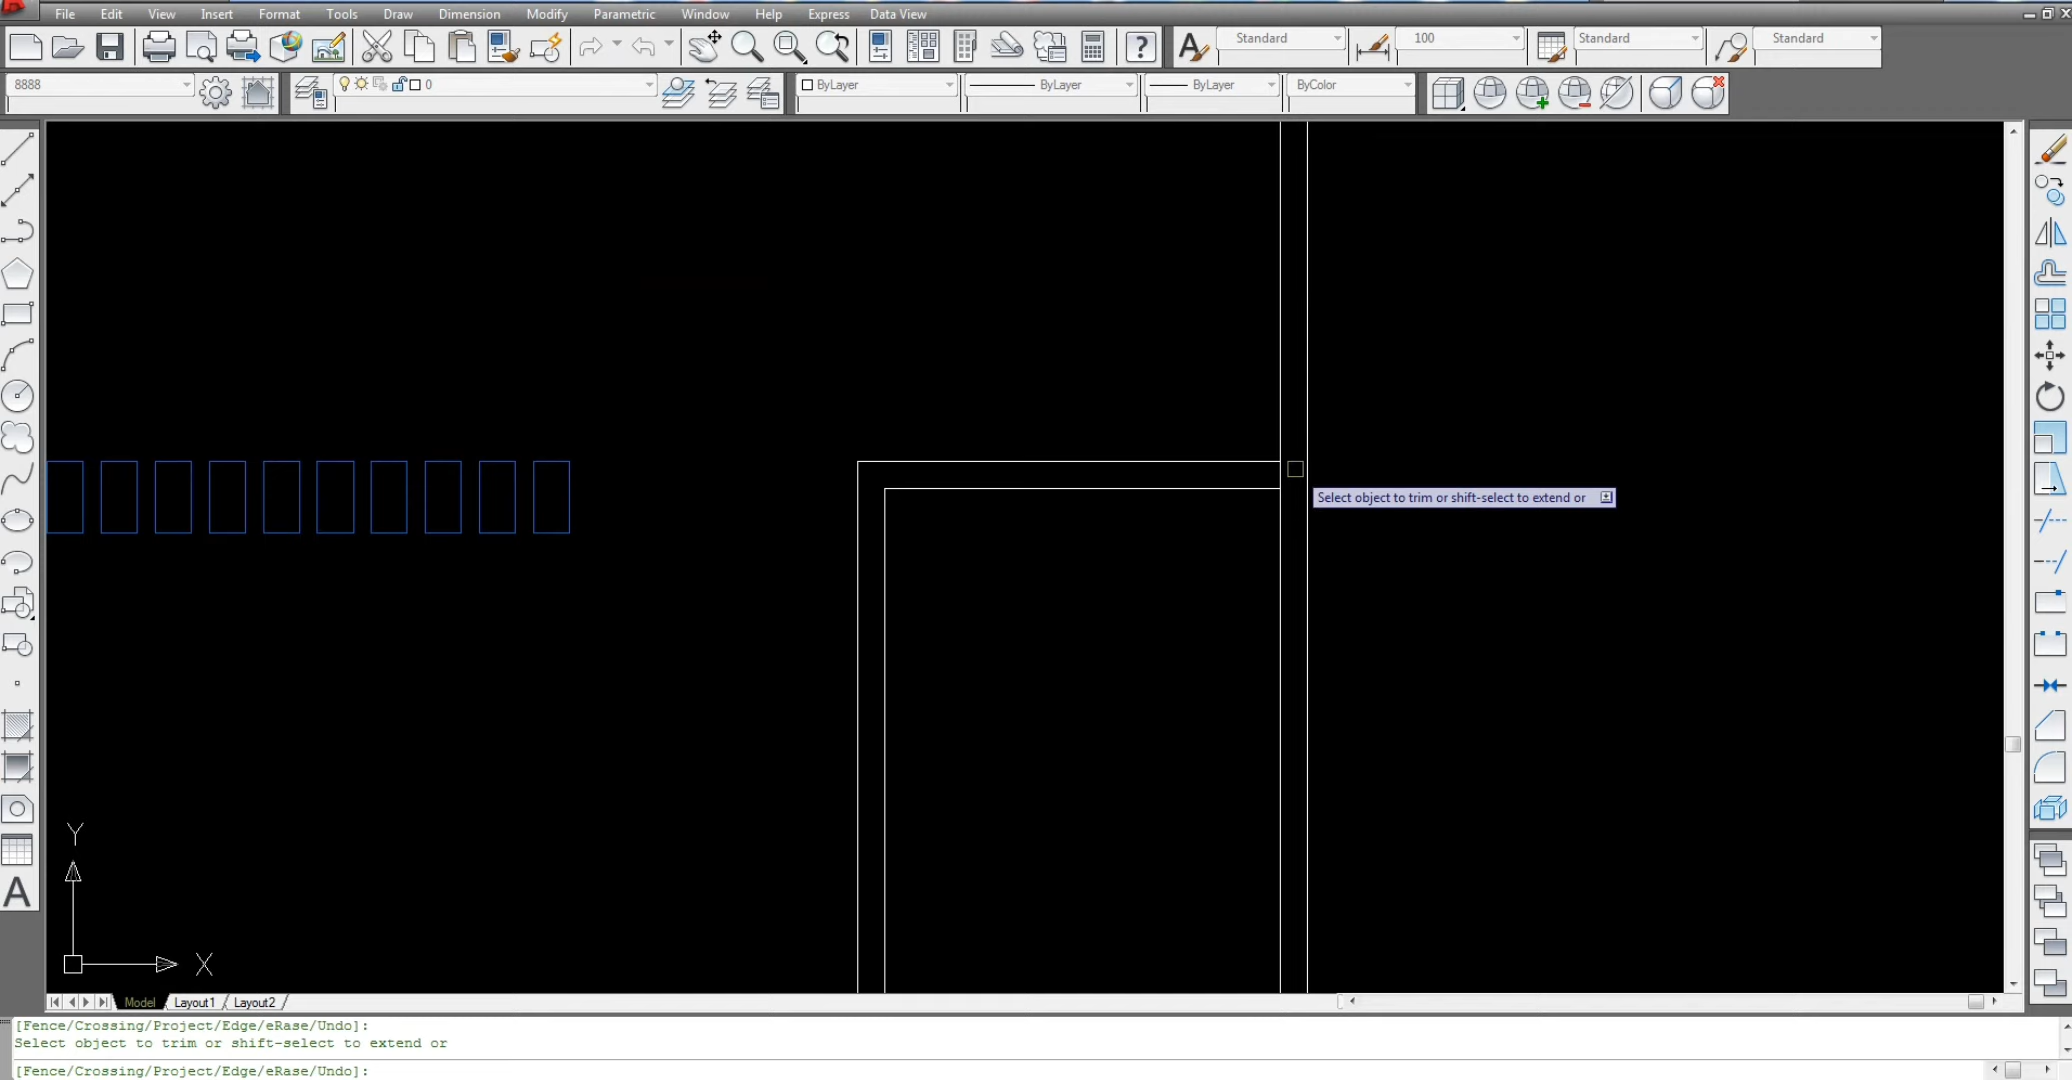 File Edit View Insert Format Tools Draw Dimension Modify Parametric Window Help Express Data View
Standard 100 Standard Standard
8888 0 ByLayer ByLayer ByLayer ByColor
Select object to trim or shift-select to extend or
Y
X
A
Model Layout1 Layout2
[Fence/Crossing/Project/Edge/eRase/Undo]:
Select object to trim or shift-select to extend or
[Fence/Crossing/Project/Edge/eRase/Undo]: